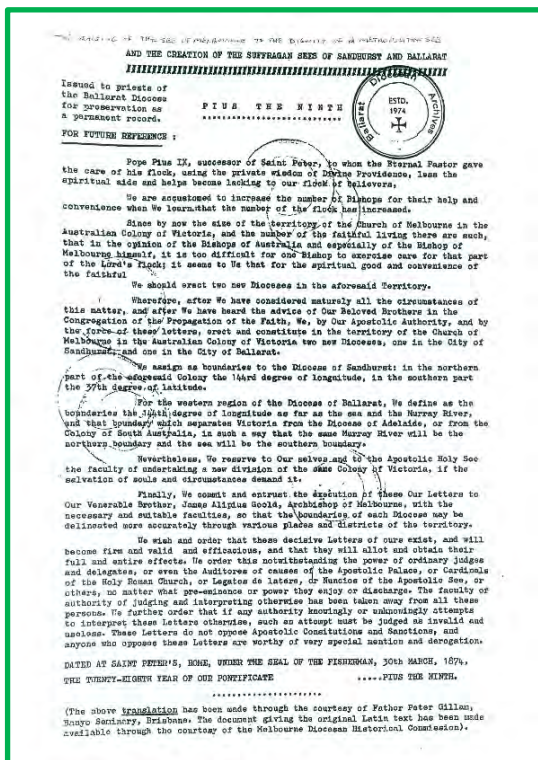 THE RAISING OF THE SEE OF MELBOURNE TO THE DIGNITY OF A METROPOLITAN SEE
AND THE CREATION OF THE SUFFRAGAN SEES OF SANDHURST AND BALLARAT
Issued to priests of
the Ballarat Diocese
for preservation as
a permanent record.
PIUS THE NINTH
FOR FUTURE REFERENCE :
Ballarat Diocesan Archives
ESTD.
1974
Pope Pius IX, successor of Saint Peter, to whom the Eternal Pastor gave
the care of his flock, using the private wisdom of Divine Providence, less the
spiritual aids and helps become lacking to our flock of believers,
We are accustomed to increase the number of Bishops for their help and
convenience when We learn that the number of the flock has increased.
Since by now the size of the territory of the Church of Melbourne in the
Australian Colony of Victoria, and the number of the faithful living there are such,
that in the opinion of the Bishops of Australia and especially of the Bishop of
Melbourne himself, it is too difficult for one Bishop to exercise care for that part
of the Lord's flock; it seems to Us that for the spiritual good and convenience of
the faithful
We should erect two new Dioceses in the aforesaid Territory.
Wherefore, after We have considered maturely all the circumstances of
this matter, and after We have heard the advice of Our Beloved Brothers in the
Congregation of the Propagation of the Faith, We, by Our Apostolic Authority, and by
the force of these letters, erect and constitute in the territory of the Church of
Melbourne in the Australian Colony of Victoria two new Dioceses, one in the City of
Sandhurst, and one in the City of Ballarat.
We assign as boundaries to the Diocese of Sandhurst: in the northern
part of the aforesaid Colony the 144rd degree of longnitude, in the southern part
the 37th degree of latitude.
For the western region of the Diocese of Ballarat, We define as the
boundaries the 144th degree of longnitude as far as the sea and the Murray River,
and that boundary which separates Victoria from the Diocese of Adelaide, or from the
Colony of South Australia, in such a way that the same Murray River will be the
northern boundary and the sea will be the southern boundary.
Nevertheless, We reserve to Our selves and to the Apostolic Holy See
the faculty of undertaking a new division of the same Colony of Victoria, if the
salvation of souls and circumstances demand it.
Finally, We commit and entrust the execution of these Our Letters to
Our Venerable Brother, James Alipius Goold, Archbishop of Melbourne, with the
necessary and suitable faculties, so that the boundaries of each Diocese may be
delineated more accurately through various places and districts of the territory.
We wish and order that these decisive Letters of ours exist, and will
become firm and valid and efficacious, and that they will allot and obtain their
full and entire effects. We order this notwithstanding the power of ordinary judges
and delegates, or even the Auditores of causes of the Apostolic Palace, or Cardinals
of the Holy Roman Church, or Legates de latere, or Nuncios of the Apostolic See, or
others, no matter what pre-eminence or power they enjoy or discharge. The faculty of
authority of judging and interpreting otherwise has been taken away from all these
persons. We further order that if any authority knowingly or unknowingly attempts
to interpret these Letters otherwise, such an attempt must be judged as invalid and
useless. These Letters do not oppose Apostolic Consitutions and Sanctions, and
anyone who opposes these Letters are worthy of very special mention and derogation.
DATED AT SAINT PETER'S, ROME, UNDER THE SEAL OF THE FISHERMAN, 30th MARCH, 1874,
THE TWENTY-EIGHTH YEAR OF OUR PONTIFICATE .....PIUS THE NINTH.
(The above translation has been made through the courtesy of Father Peter Gillam,
Banyo Seminary, Brisbane. The document giving the original Latin text has been made
available through the courtesy of the Melbourne Diocesan Historical Commission).